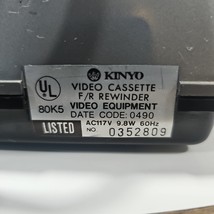 UL
KINYO
VIDEO CASSETTE
F/R REWINDER
80K5 VIDEO EQUIPMENT
DATE CODE: 0490
LISTED AC117V 9.8W 60Hz
NO 0352809